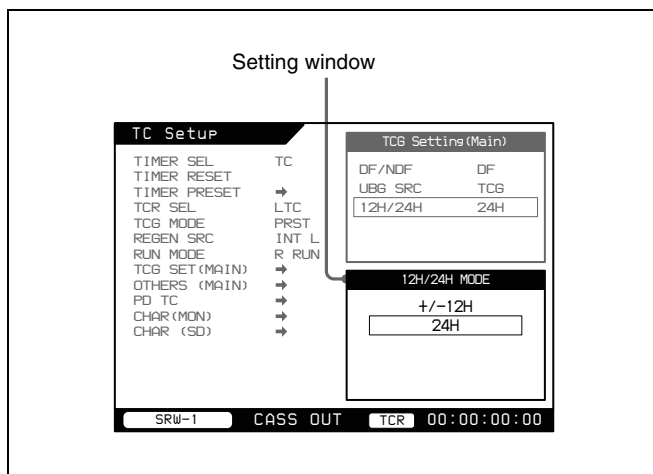 Setting window
TC Setup
TIMER SEL TC
TIMER RESET
TIMER PRESET ➡
TCR SEL LTC
TCG MODE PRST
REGEN SRC INT L
RUN MODE R RUN
TCG SET(MAIN) ➡
OTHERS (MAIN) ➡
PD TC ➡
CHAR(MON) ➡
CHAR (SD) ➡
TCG Setting(Main)
DF/NDF DF
UBG SRC TCG
12H/24H 24H
12H/24H MODE
+/-12H
24H
SRW-1 CASS OUT TCR 00:00:00:00